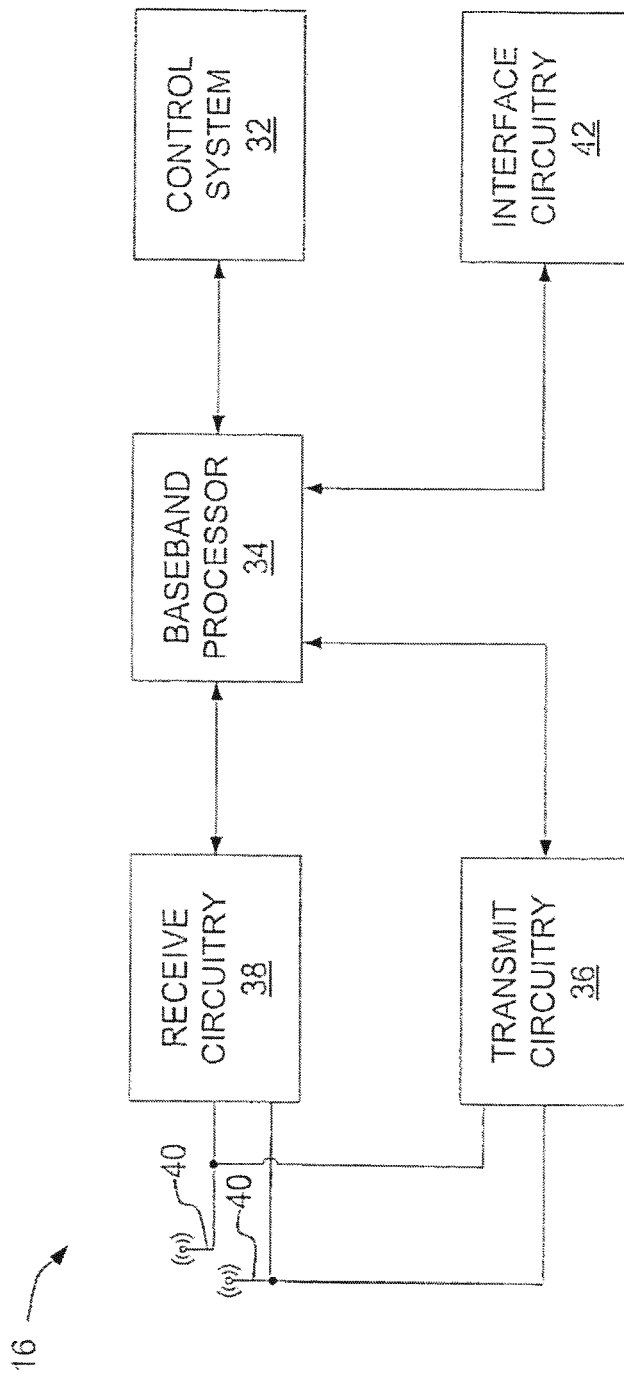 16
40
40
RECEIVE
CIRCUITRY
38
BASEBAND
PROCESSOR
34
CONTROL
SYSTEM
32
TRANSMIT
CIRCUITRY
36
INTERFACE
CIRCUITRY
42